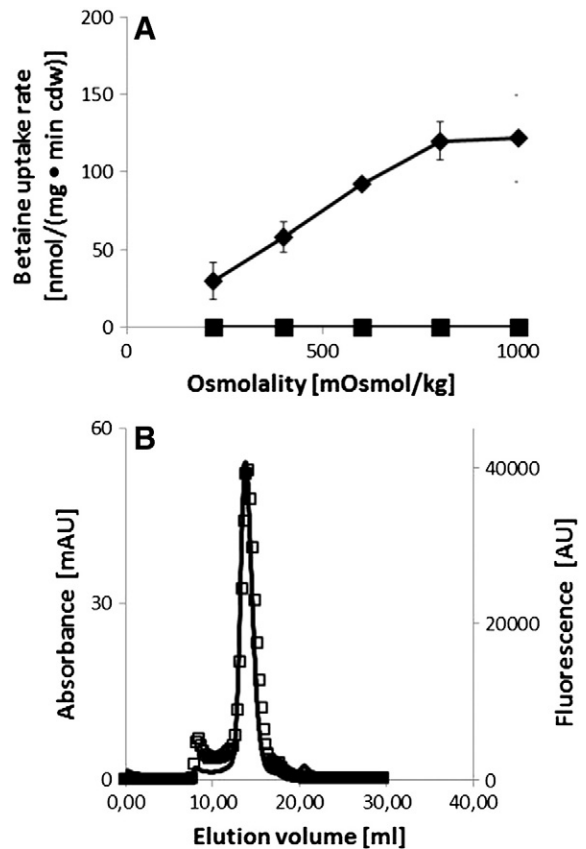 A
200
150
100
50
0
Betaine uptake rate
[nmol/(mg • min cdw)]
0
500
1000
Osmolality [mOsmol/kg]
B
60
30
0
Absorbance [mAU]
40000
20000
0
Fluorescence [AU]
0,00
10,00
20,00
30,00
40,00
Elution volume [ml]